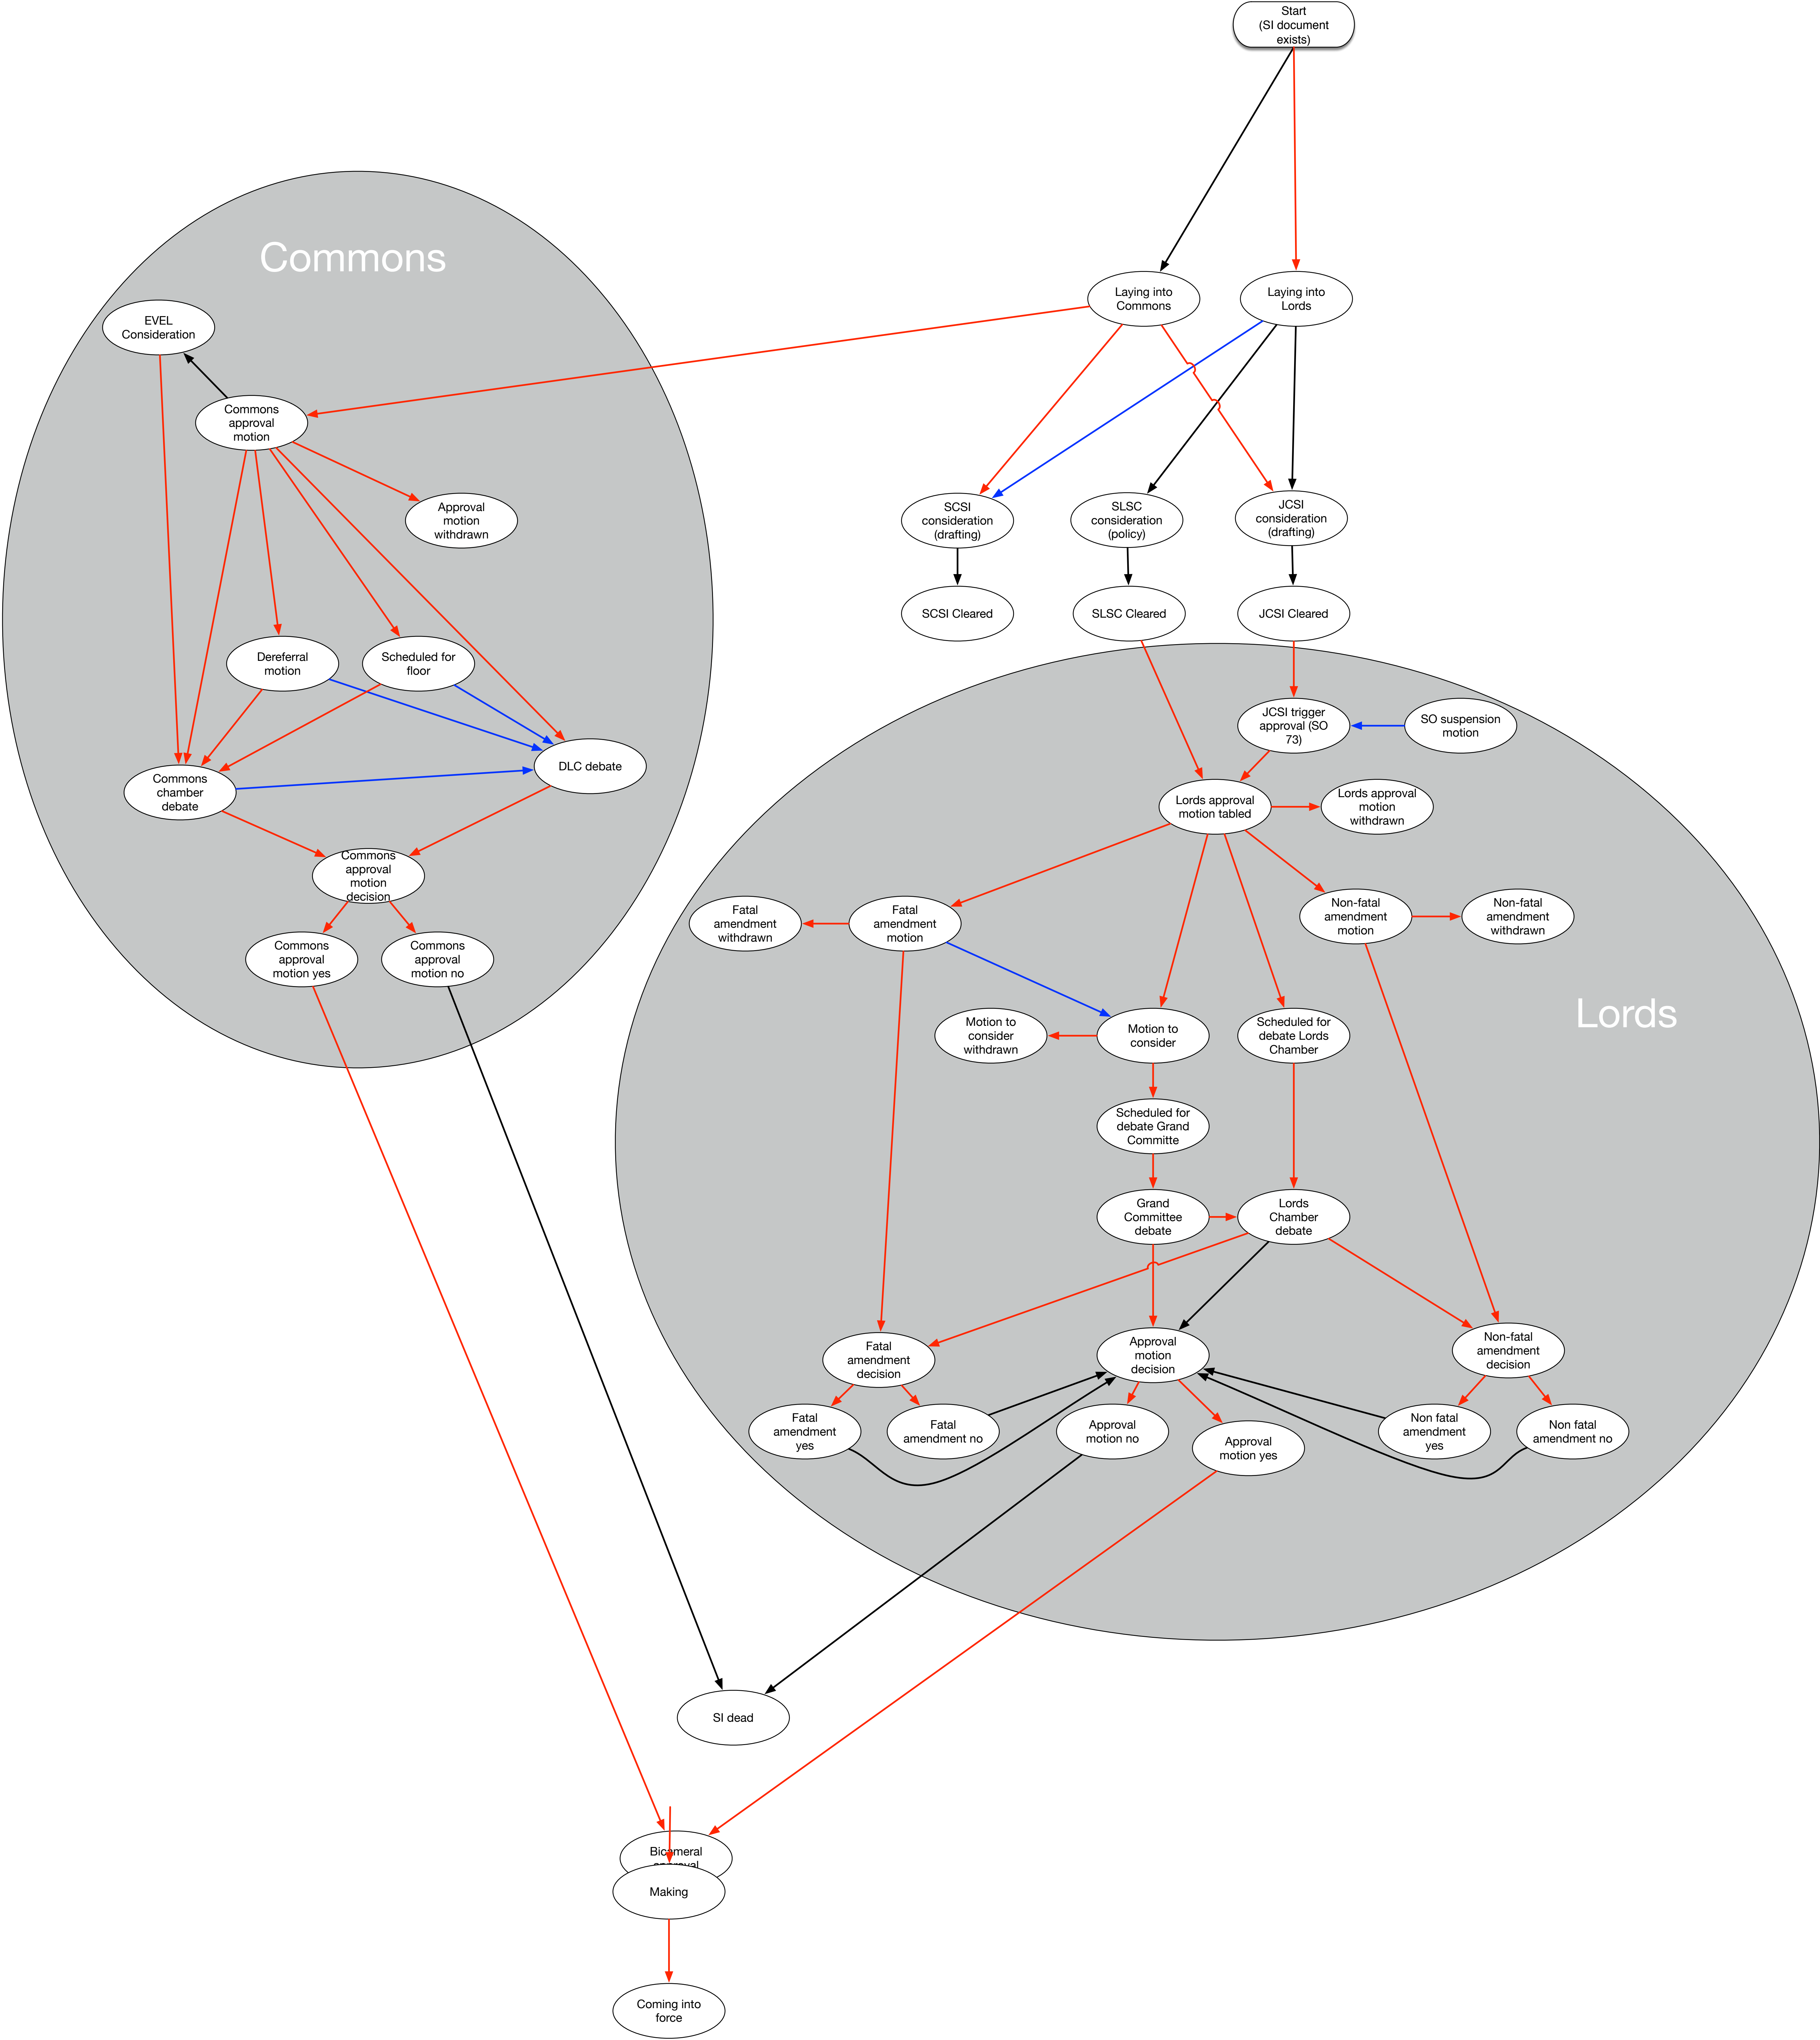 Start
(SI document
exists)
Commons
Laying into
Commons
Laying into
Lords
EVEL
Consideration
Commons
approval
motion
Approval
motion
withdrawn
SCSI
consideration
(drafting)
SLSC
consideration
(policy)
JCSI
consideration
(drafting)
SCSI Cleared
SLSC Cleared
JCSI Cleared
Dereferral
motion
Scheduled for
floor
JCSI trigger
approval (SO
73)
SO suspension
motion
Commons
chamber
debate
DLC debate
Lords approval
motion tabled
Lords approval
motion
withdrawn
Commons
approval
motion
decision
Commons
approval
motion yes
Commons
approval
motion no
Fatal
amendment
withdrawn
Fatal
amendment
motion
Non-fatal
amendment
motion
Non-fatal
amendment
withdrawn
Lords
Motion to
consider
withdrawn
Motion to
consider
Scheduled for
debate Lords
Chamber
Scheduled for
debate Grand
Committe
Grand
Committee
debate
Lords
Chamber
debate
Fatal
amendment
decision
Approval
motion
decision
Non-fatal
amendment
decision
Fatal
amendment
yes
Fatal
amendment no
Approval
motion no
Approval
motion yes
Non fatal
amendment
yes
Non fatal
amendment no
SI dead
Bicameral
approval
Making
Coming into
force